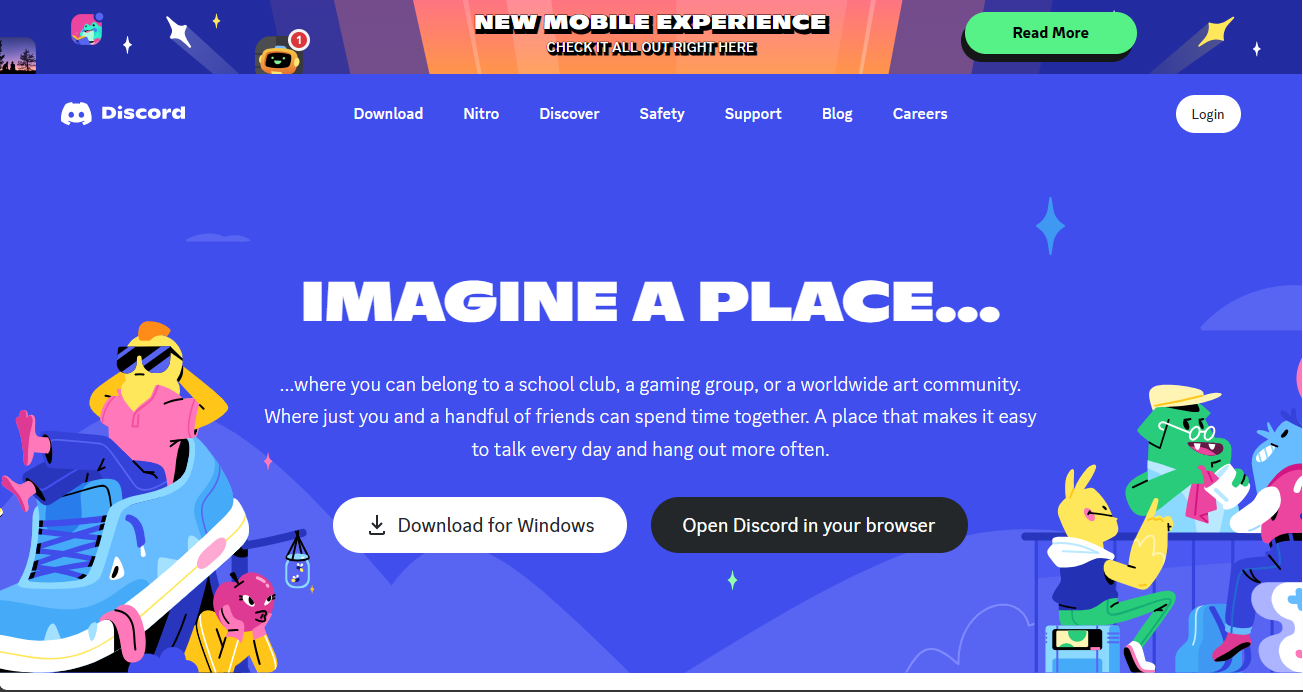 NEW MOBILE EXPERIENCE
CHECK IT ALL OUT RIGHT HERE
1
Read More
Discord
Download
Nitro
Discover
Safety
Support
Blog
Careers
Login
IMAGINE A PLACE...
...where you can belong to a school club, a gaming group, or a worldwide art community.
Where just you and a handful of friends can spend time together. A place that makes it easy
to talk every day and hang out more often.
Download for Windows
Open Discord in your browser